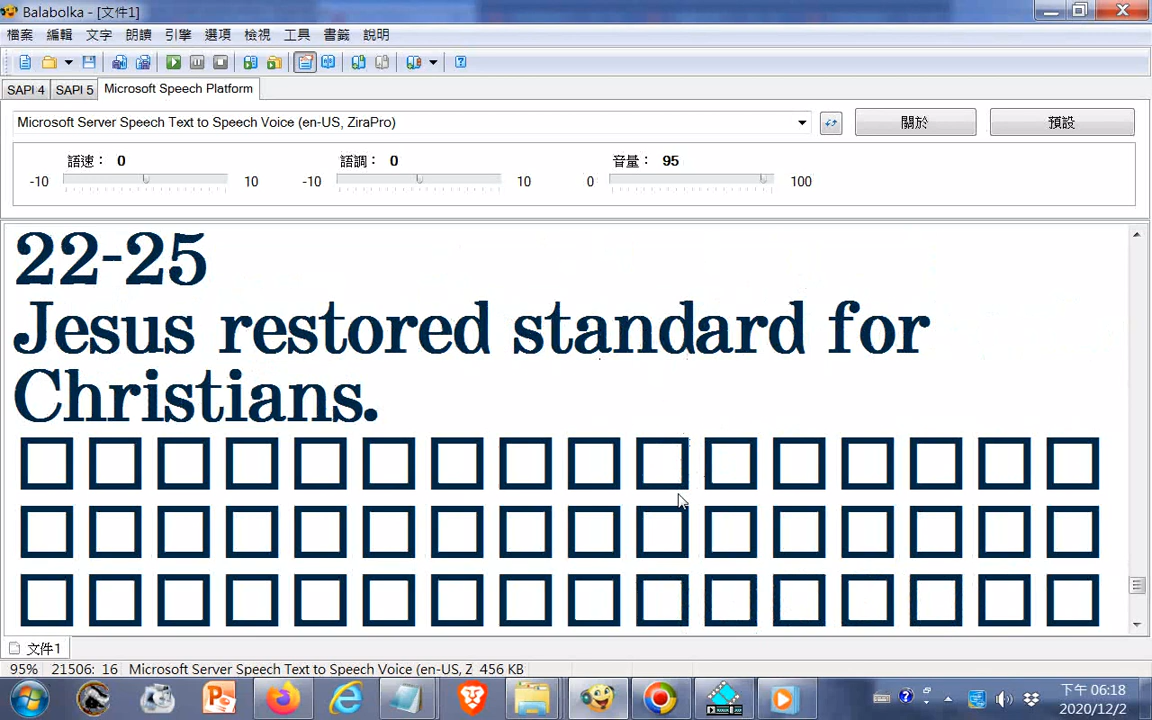 Balabolka - [文件1]
檔案 編輯 文字 朗讀 引擎 選項 檢視 工具 書籤 說明
SAPI 4 SAPI 5 Microsoft Speech Platform
Microsoft Server Speech Text to Speech Voice (en-US, ZiraPro) 關於 預設
語速： 0 語調： 0 音量： 95
-10 10 -10 10 0 100
22-25
Jesus restored standard for
Christians.
文件1
95% 21506: 16 Microsoft Server Speech Text to Speech Voice (en-US, Z 456 KB
下午 06:18
2020/12/2